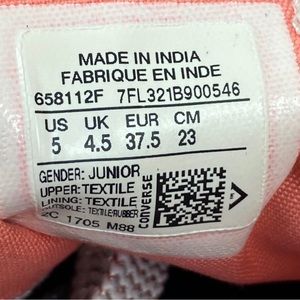 MADE IN INDIA
FABRIQUE EN INDE
658112F 7FL321B900546
US UK EUR CM
5 4.5 37.5 23
GENDER: JUNIOR
UPPER: TEXTILE
LINING: TEXTILE
OUTSOLE: TEXTILE/RUBBER
2C 1705 M88
CONVERSE